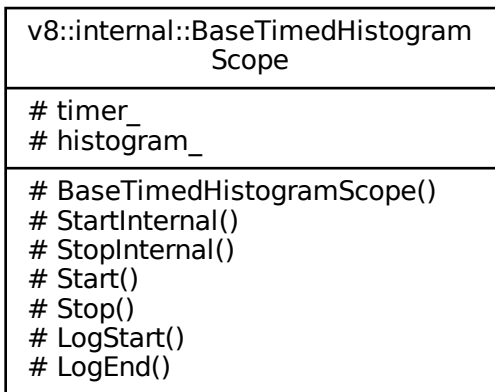 v8::internal::BaseTimedHistogram
Scope
# timer_
# histogram_
# BaseTimedHistogramScope()
# StartInternal()
# StopInternal()
# Start()
# Stop()
# LogStart()
# LogEnd()